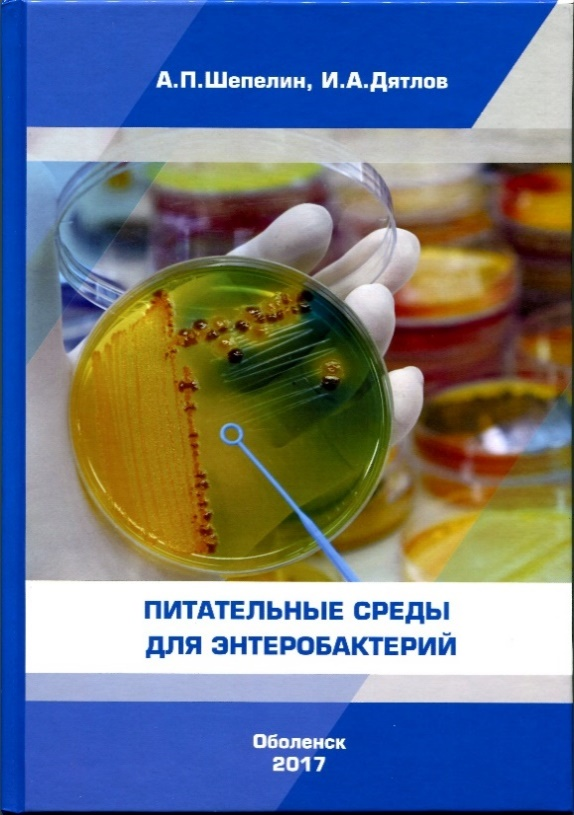 А.П.Шепелин, И.А.Дятлов
ПИТАТЕЛЬНЫЕ СРЕДЫ
ДЛЯ ЭНТЕРОБАКТЕРИЙ
Оболенск
2017